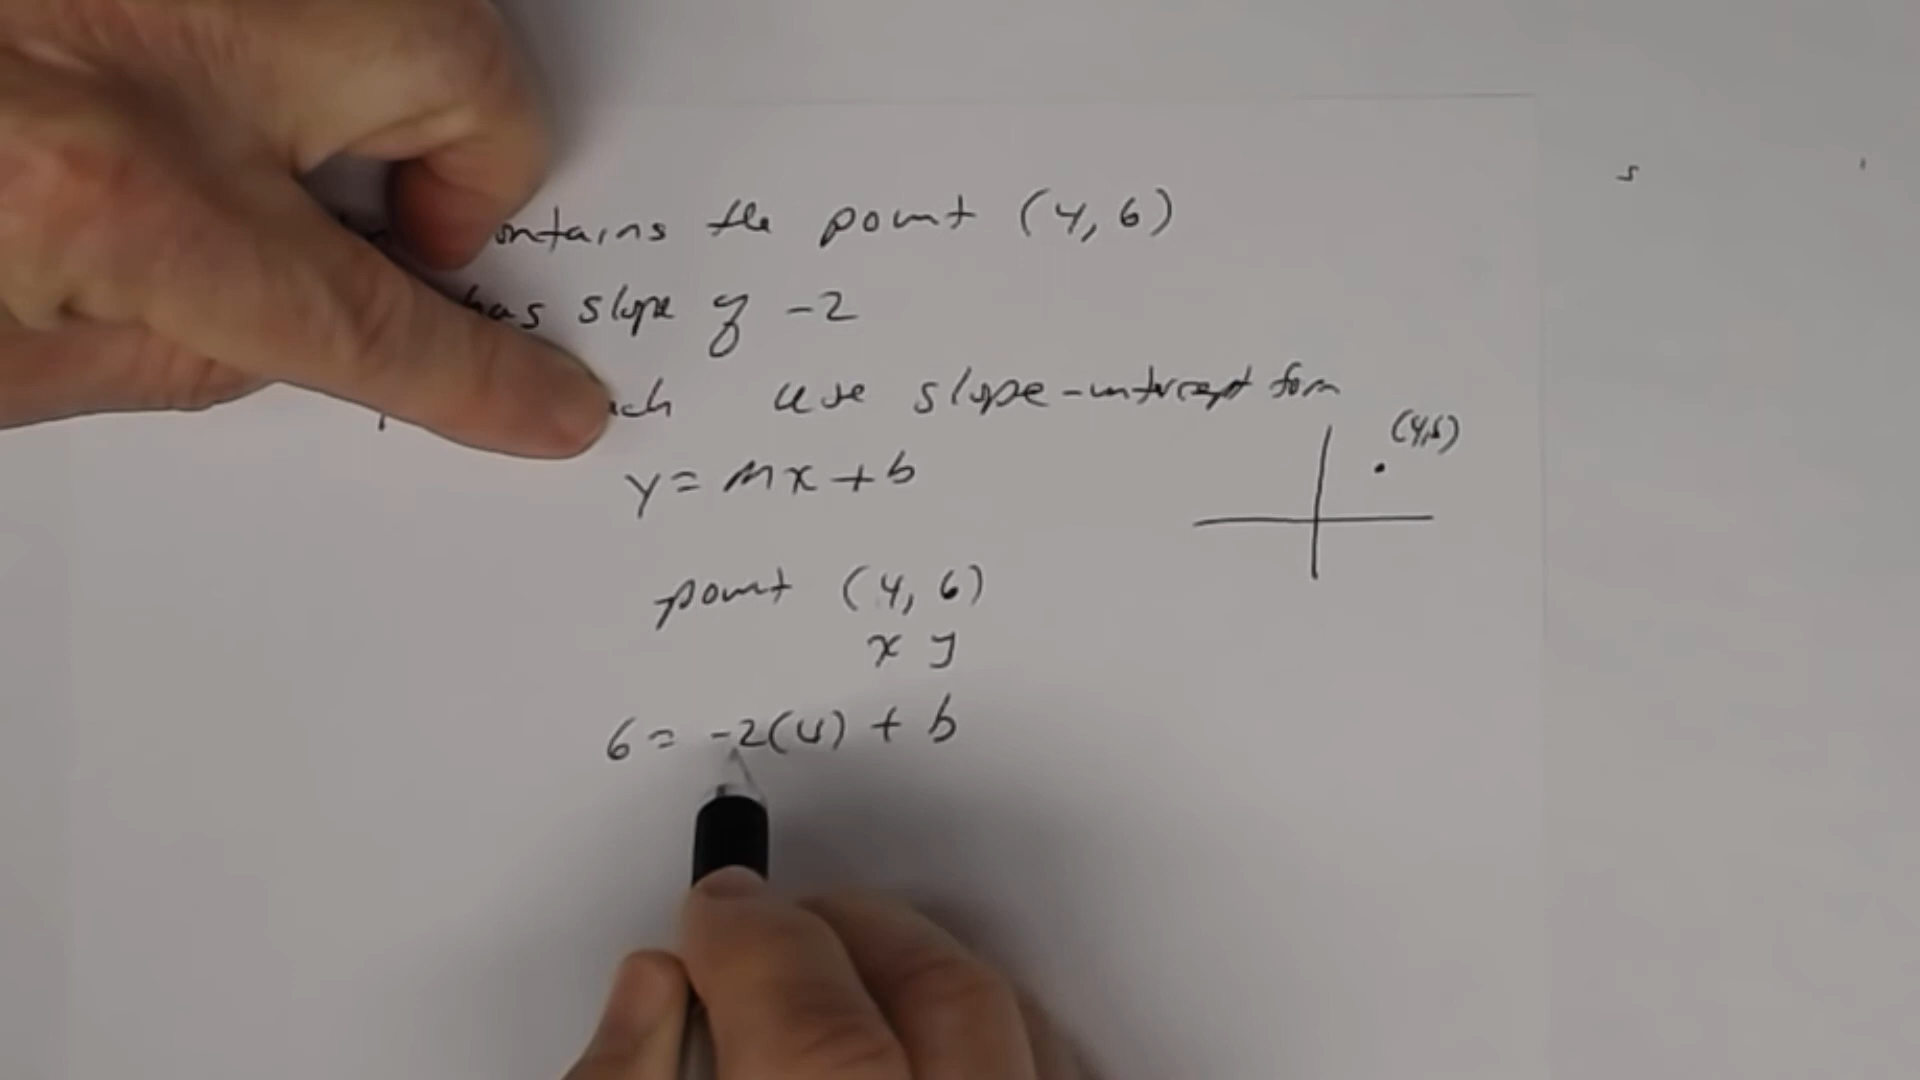 ontains the point (4, 6)
has slope of -2
ach use slope-intercept form
y = mx + b
(4,6)
point (4, 6)
x y
6 = -2(4) + b